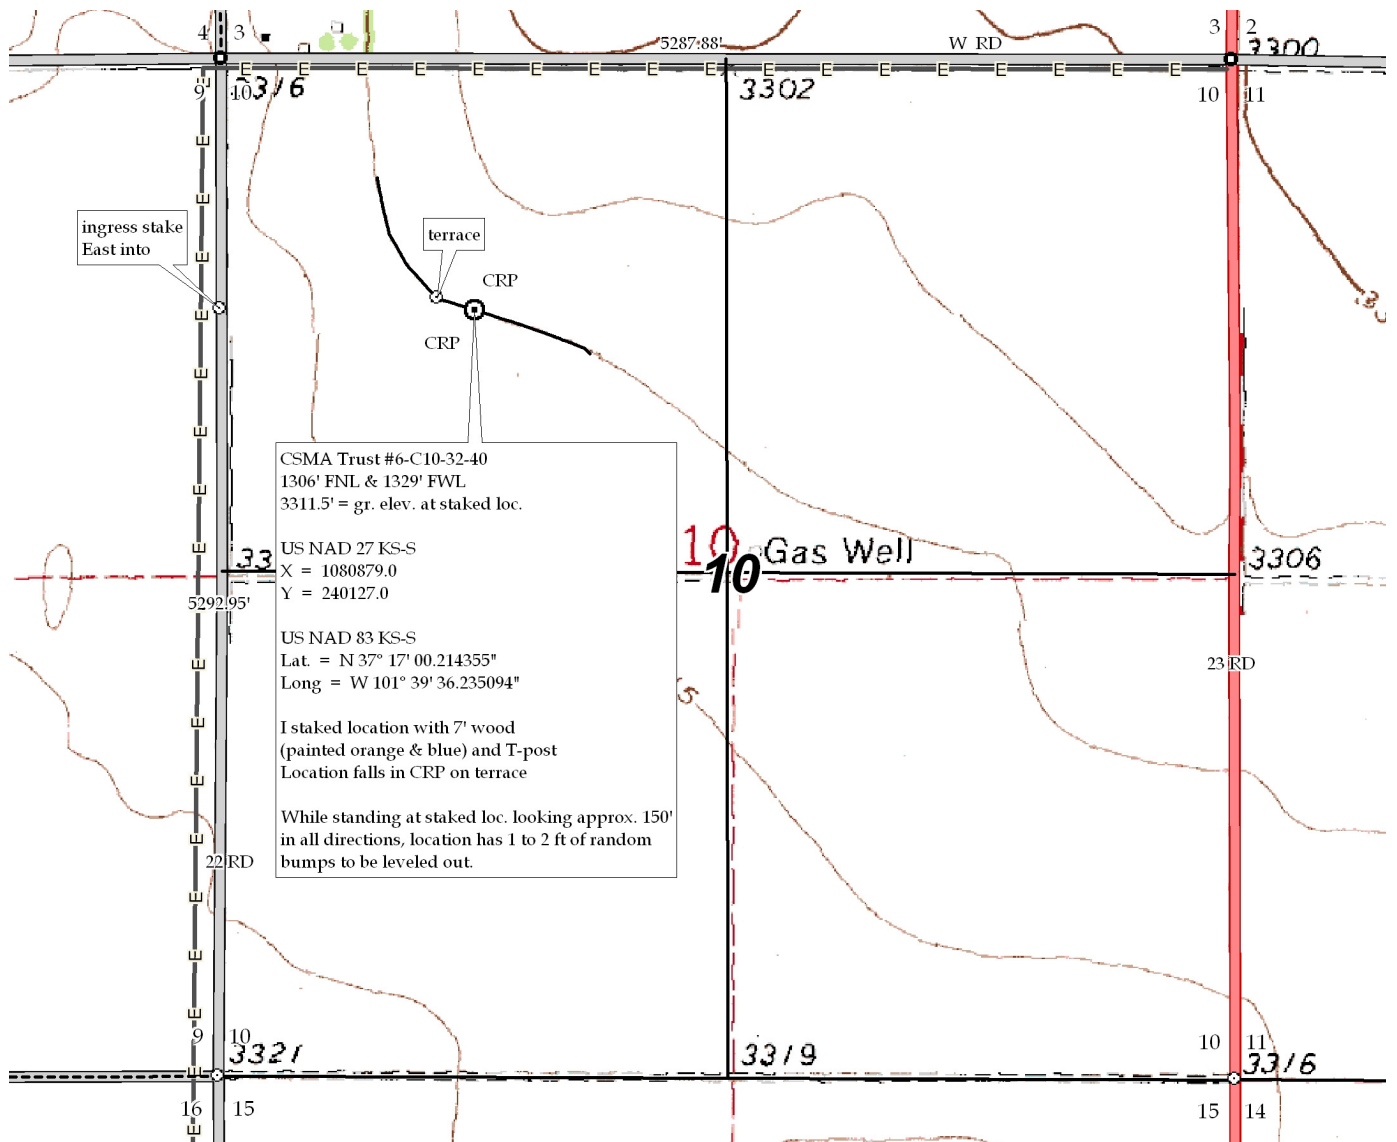 4 3
5287.88'
W RD
3 2
3300
9 10
3316
3302
10 11
E E E E E E E E E E E E E E E E E
ingress stake
East into
terrace
CRP
CRP
CSMA Trust #6-C10-32-40
1306' FNL & 1329' FWL
3311.5' = gr. elev. at staked loc.
US NAD 27 KS-S
X = 1080879.0
Y = 240127.0
US NAD 83 KS-S
Lat. = N 37° 17' 00.214355"
Long = W 101° 39' 36.235094"
I staked location with 7' wood
(painted orange & blue) and T-post
Location falls in CRP on terrace
While standing at staked loc. looking approx. 150'
in all directions, location has 1 to 2 ft of random
bumps to be leveled out.
33
10
10
Gas Well
3306
5292.95'
23 RD
5
22 RD
E E E E E E E E E E E E E E E E E E
9 10
3321
3319
10 11
3316
16 15
15 14